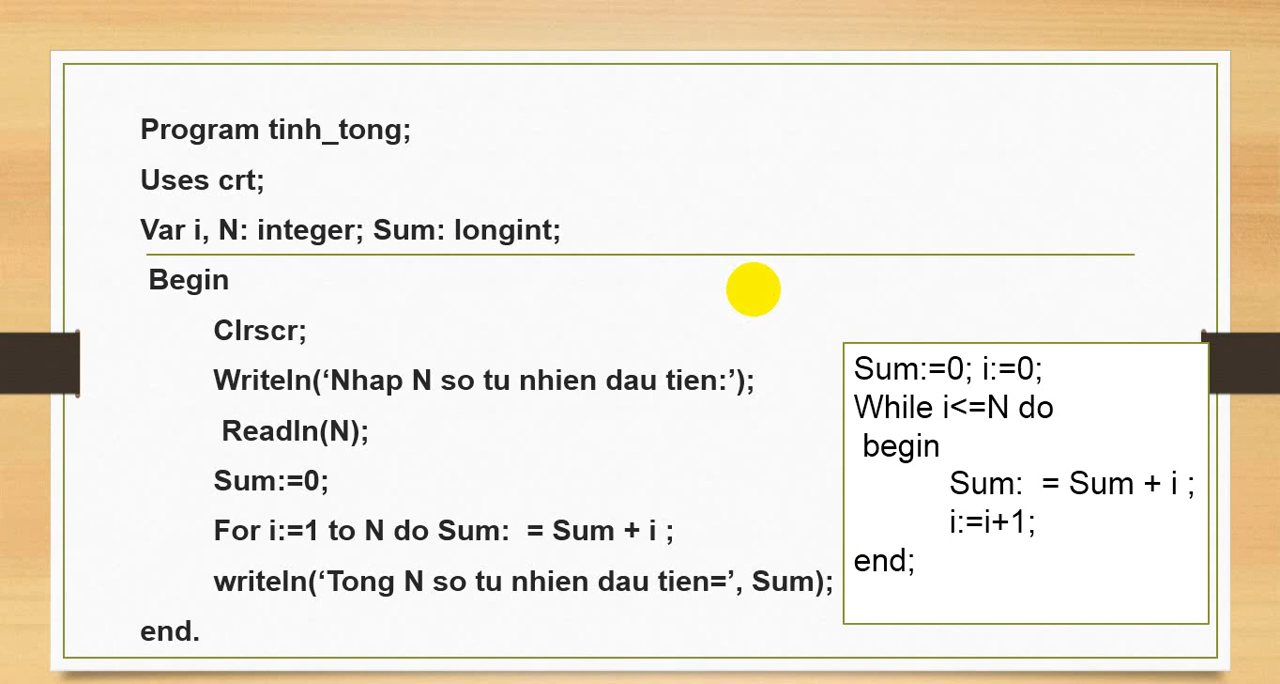 Program tinh_tong;
Uses crt;
Var i, N: integer; Sum: longint;
Begin
Clrscr;
Writeln(‘Nhap N so tu nhien dau tien:’);
Readln(N);
Sum:=0;
For i:=1 to N do Sum:  = Sum + i ;
writeln(‘Tong N so tu nhien dau tien=’, Sum);
end.
Sum:=0; i:=0;
While i<=N do
begin
Sum:  = Sum + i ;
i:=i+1;
end;